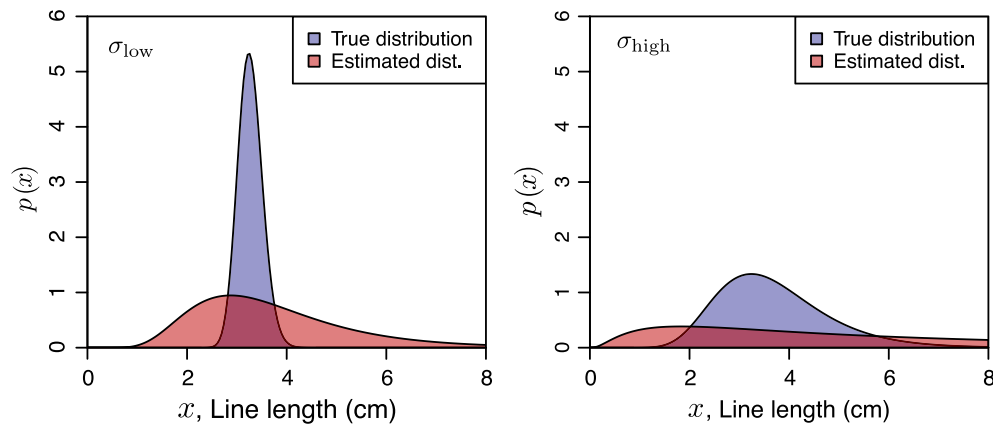 σlow
True distribution
Estimated dist.
6
5
4
3
2
1
0
p(x)
0 2 4 6 8
x, Line length (cm)
σhigh
True distribution
Estimated dist.
6
5
4
3
2
1
0
p(x)
0 2 4 6 8
x, Line length (cm)